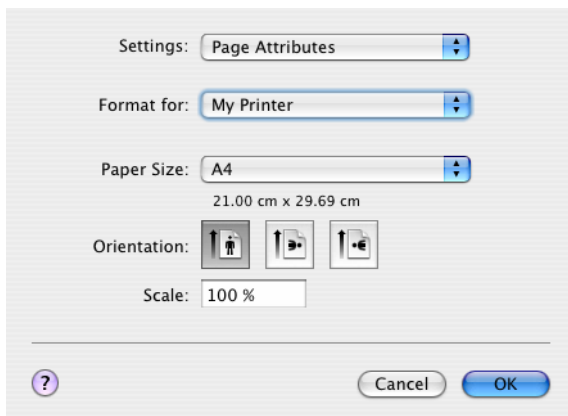 Settings: Page Attributes
Format for: My Printer
Paper Size: A4
21.00 cm x 29.69 cm
Orientation:
Scale: 100 %
? Cancel OK